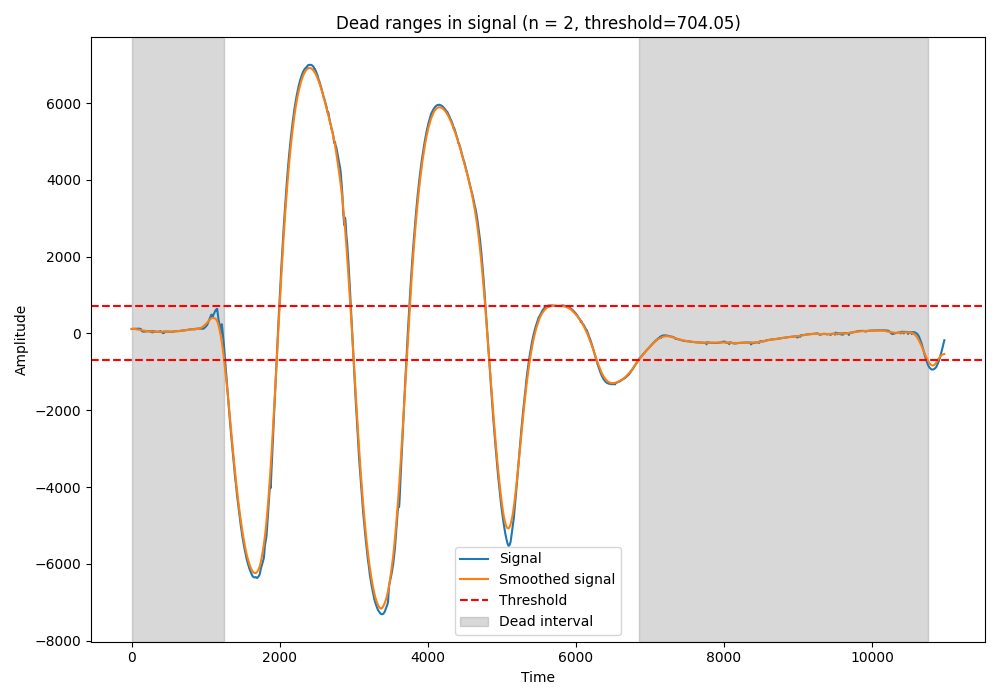 Dead ranges in signal (n = 2, threshold=704.05)
Amplitude
6000
4000
2000
0
−2000
−4000
−6000
−8000
Signal
Smoothed signal
Threshold
Dead interval
0
2000
4000
6000
8000
10000
Time